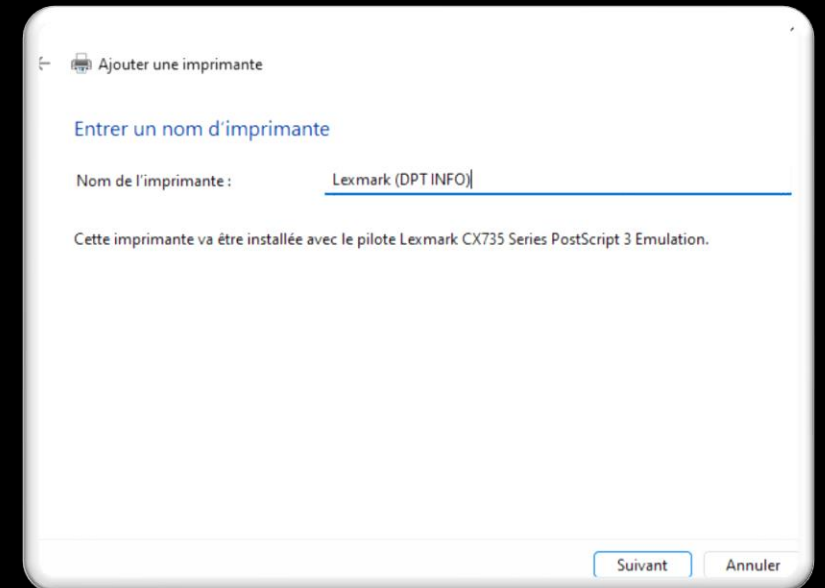 Ajouter une imprimante
Entrer un nom d'imprimante
Nom de l'imprimante : Lexmark (DPT INFO)
Cette imprimante va être installée avec le pilote Lexmark CX735 Series PostScript 3 Emulation.
Suivant Annuler